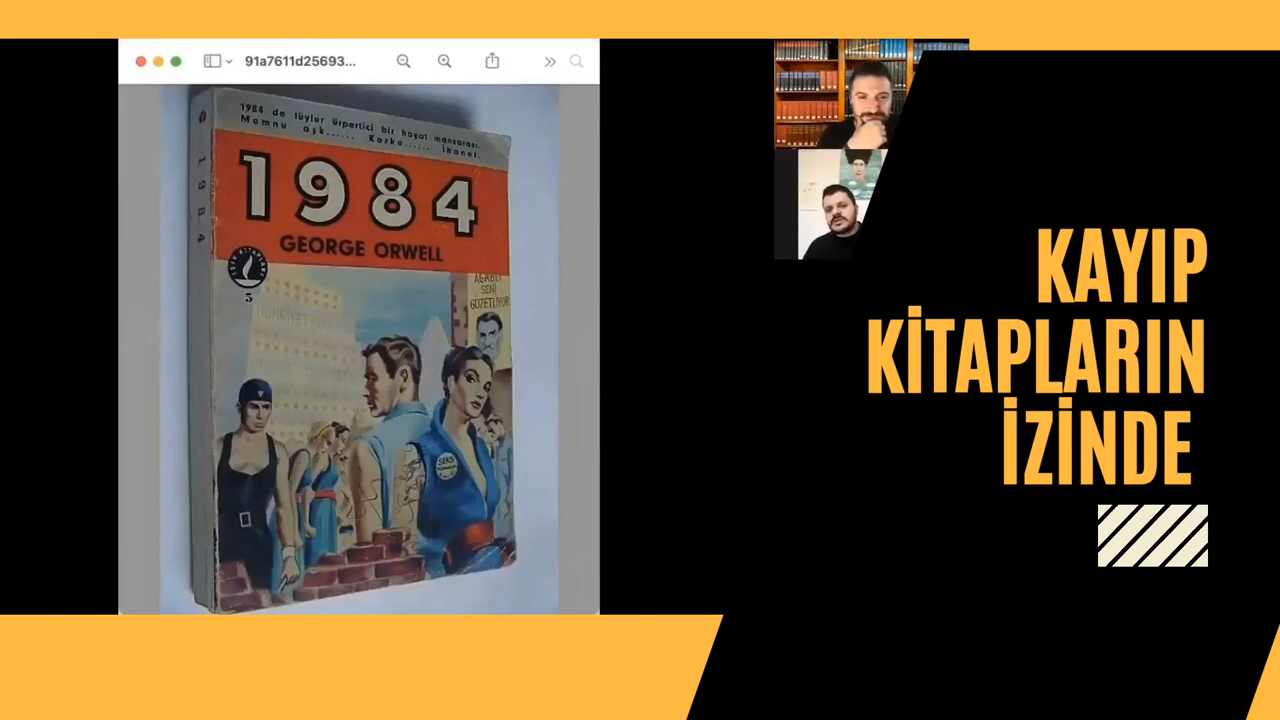 91a7611d25693...
1984 de tüyler ürpertici bir hayat manzarası.
Memnu aşk...... Korku...... İhanet.
1984
GEORGE ORWELL
5
1984
AĞABEY
SENİ
GÖZETLİYOR
KAYIP
KİTAPLARIN
İZİNDE